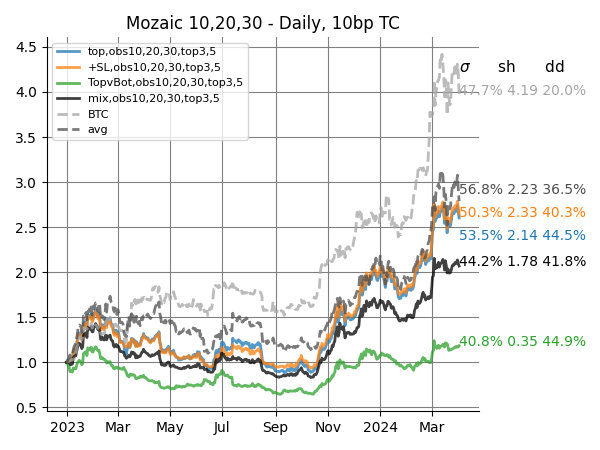 Mozaic 10,20,30 - Daily, 10bp TC
top,obs10,20,30,top3,5
+SL,obs10,20,30,top3,5
TopvBot,obs10,20,30,top3,5
mix,obs10,20,30,top3,5
BTC
avg
σ sh dd
47.7% 4.19 20.0%
56.8% 2.23 36.5%
50.3% 2.33 40.3%
53.5% 2.14 44.5%
44.2% 1.78 41.8%
40.8% 0.35 44.9%
4.5
4.0
3.5
3.0
2.5
2.0
1.5
1.0
0.5
2023 Mar May Jul Sep Nov 2024 Mar